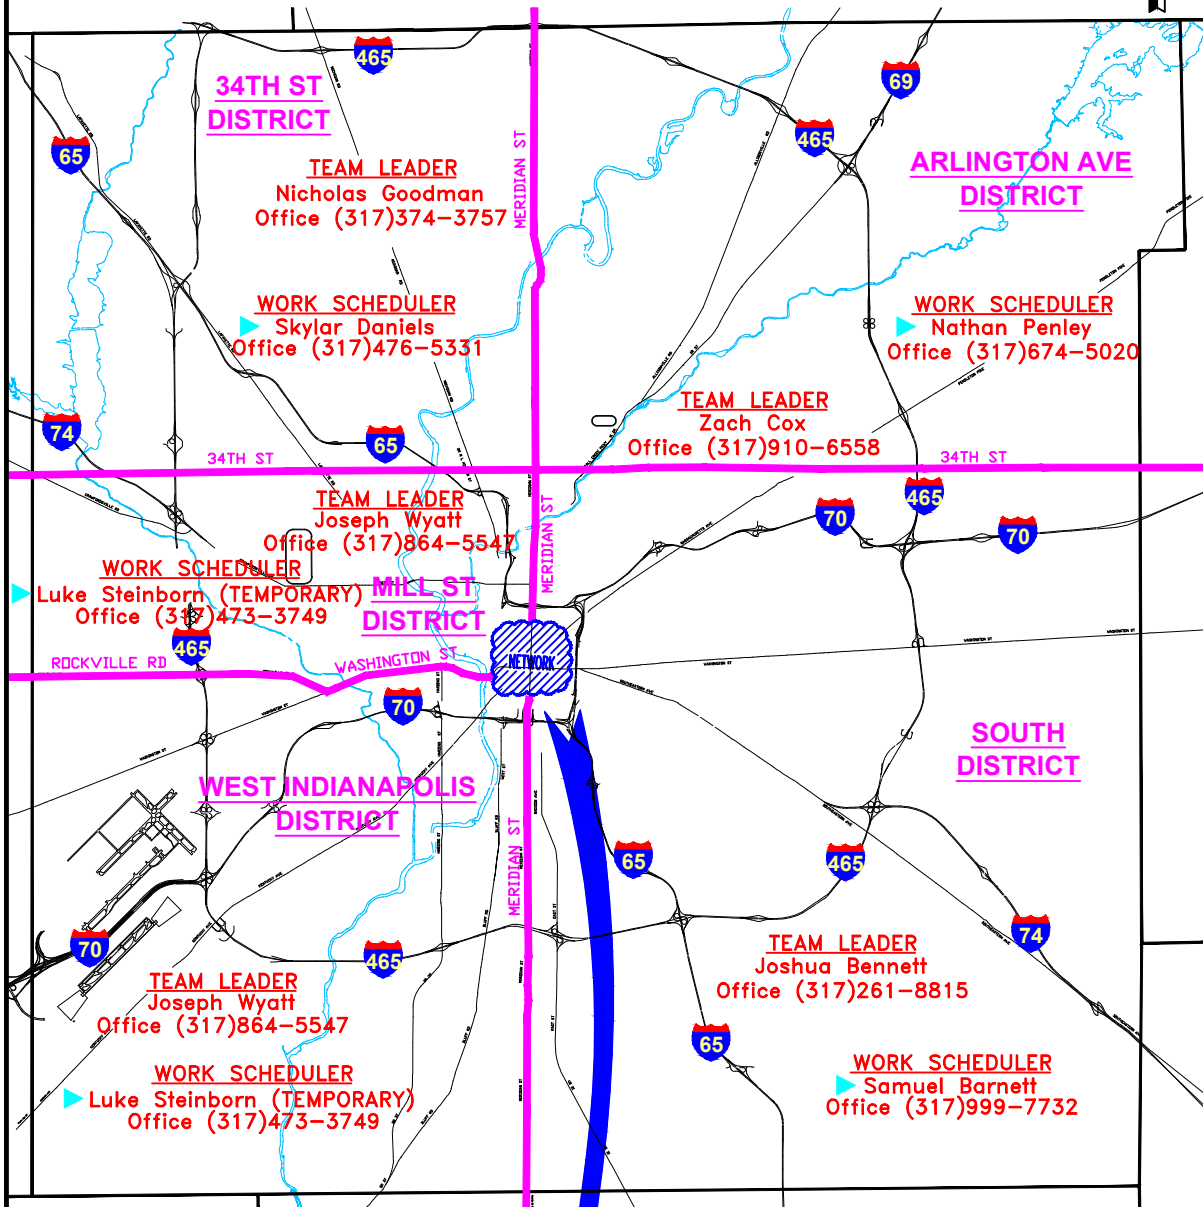 465
69
34TH ST
DISTRICT
65
465
MERIDIAN ST
ARLINGTON AVE
DISTRICT
TEAM LEADER
Nicholas Goodman
Office (317)374-3757
WORK SCHEDULER
Skylar Daniels
Office (317)476-5331
WORK SCHEDULER
Nathan Penley
Office (317)674-5020
TEAM LEADER
Zach Cox
Office (317)910-6558
74
65
34TH ST
34TH ST
465
TEAM LEADER
Joseph Wyatt
Office (317)864-5547
MERIDIAN ST
70
70
WORK SCHEDULER
Luke Steinborn (TEMPORARY)
Office (317)473-3749
MILL ST
DISTRICT
465
ROCKVILLE RD
WASHINGTON ST.
NETWORK
WASHINGTON ST
WASHINGTON ST
WASHINGTON ST
70
SOUTH
DISTRICT
WEST INDIANAPOLIS
DISTRICT
MERIDIAN ST
65
465
70
465
74
TEAM LEADER
Joshua Bennett
Office (317)261-8815
TEAM LEADER
Joseph Wyatt
Office (317)864-5547
65
WORK SCHEDULER
Luke Steinborn (TEMPORARY)
Office (317)473-3749
WORK SCHEDULER
Samuel Barnett
Office (317)999-7732